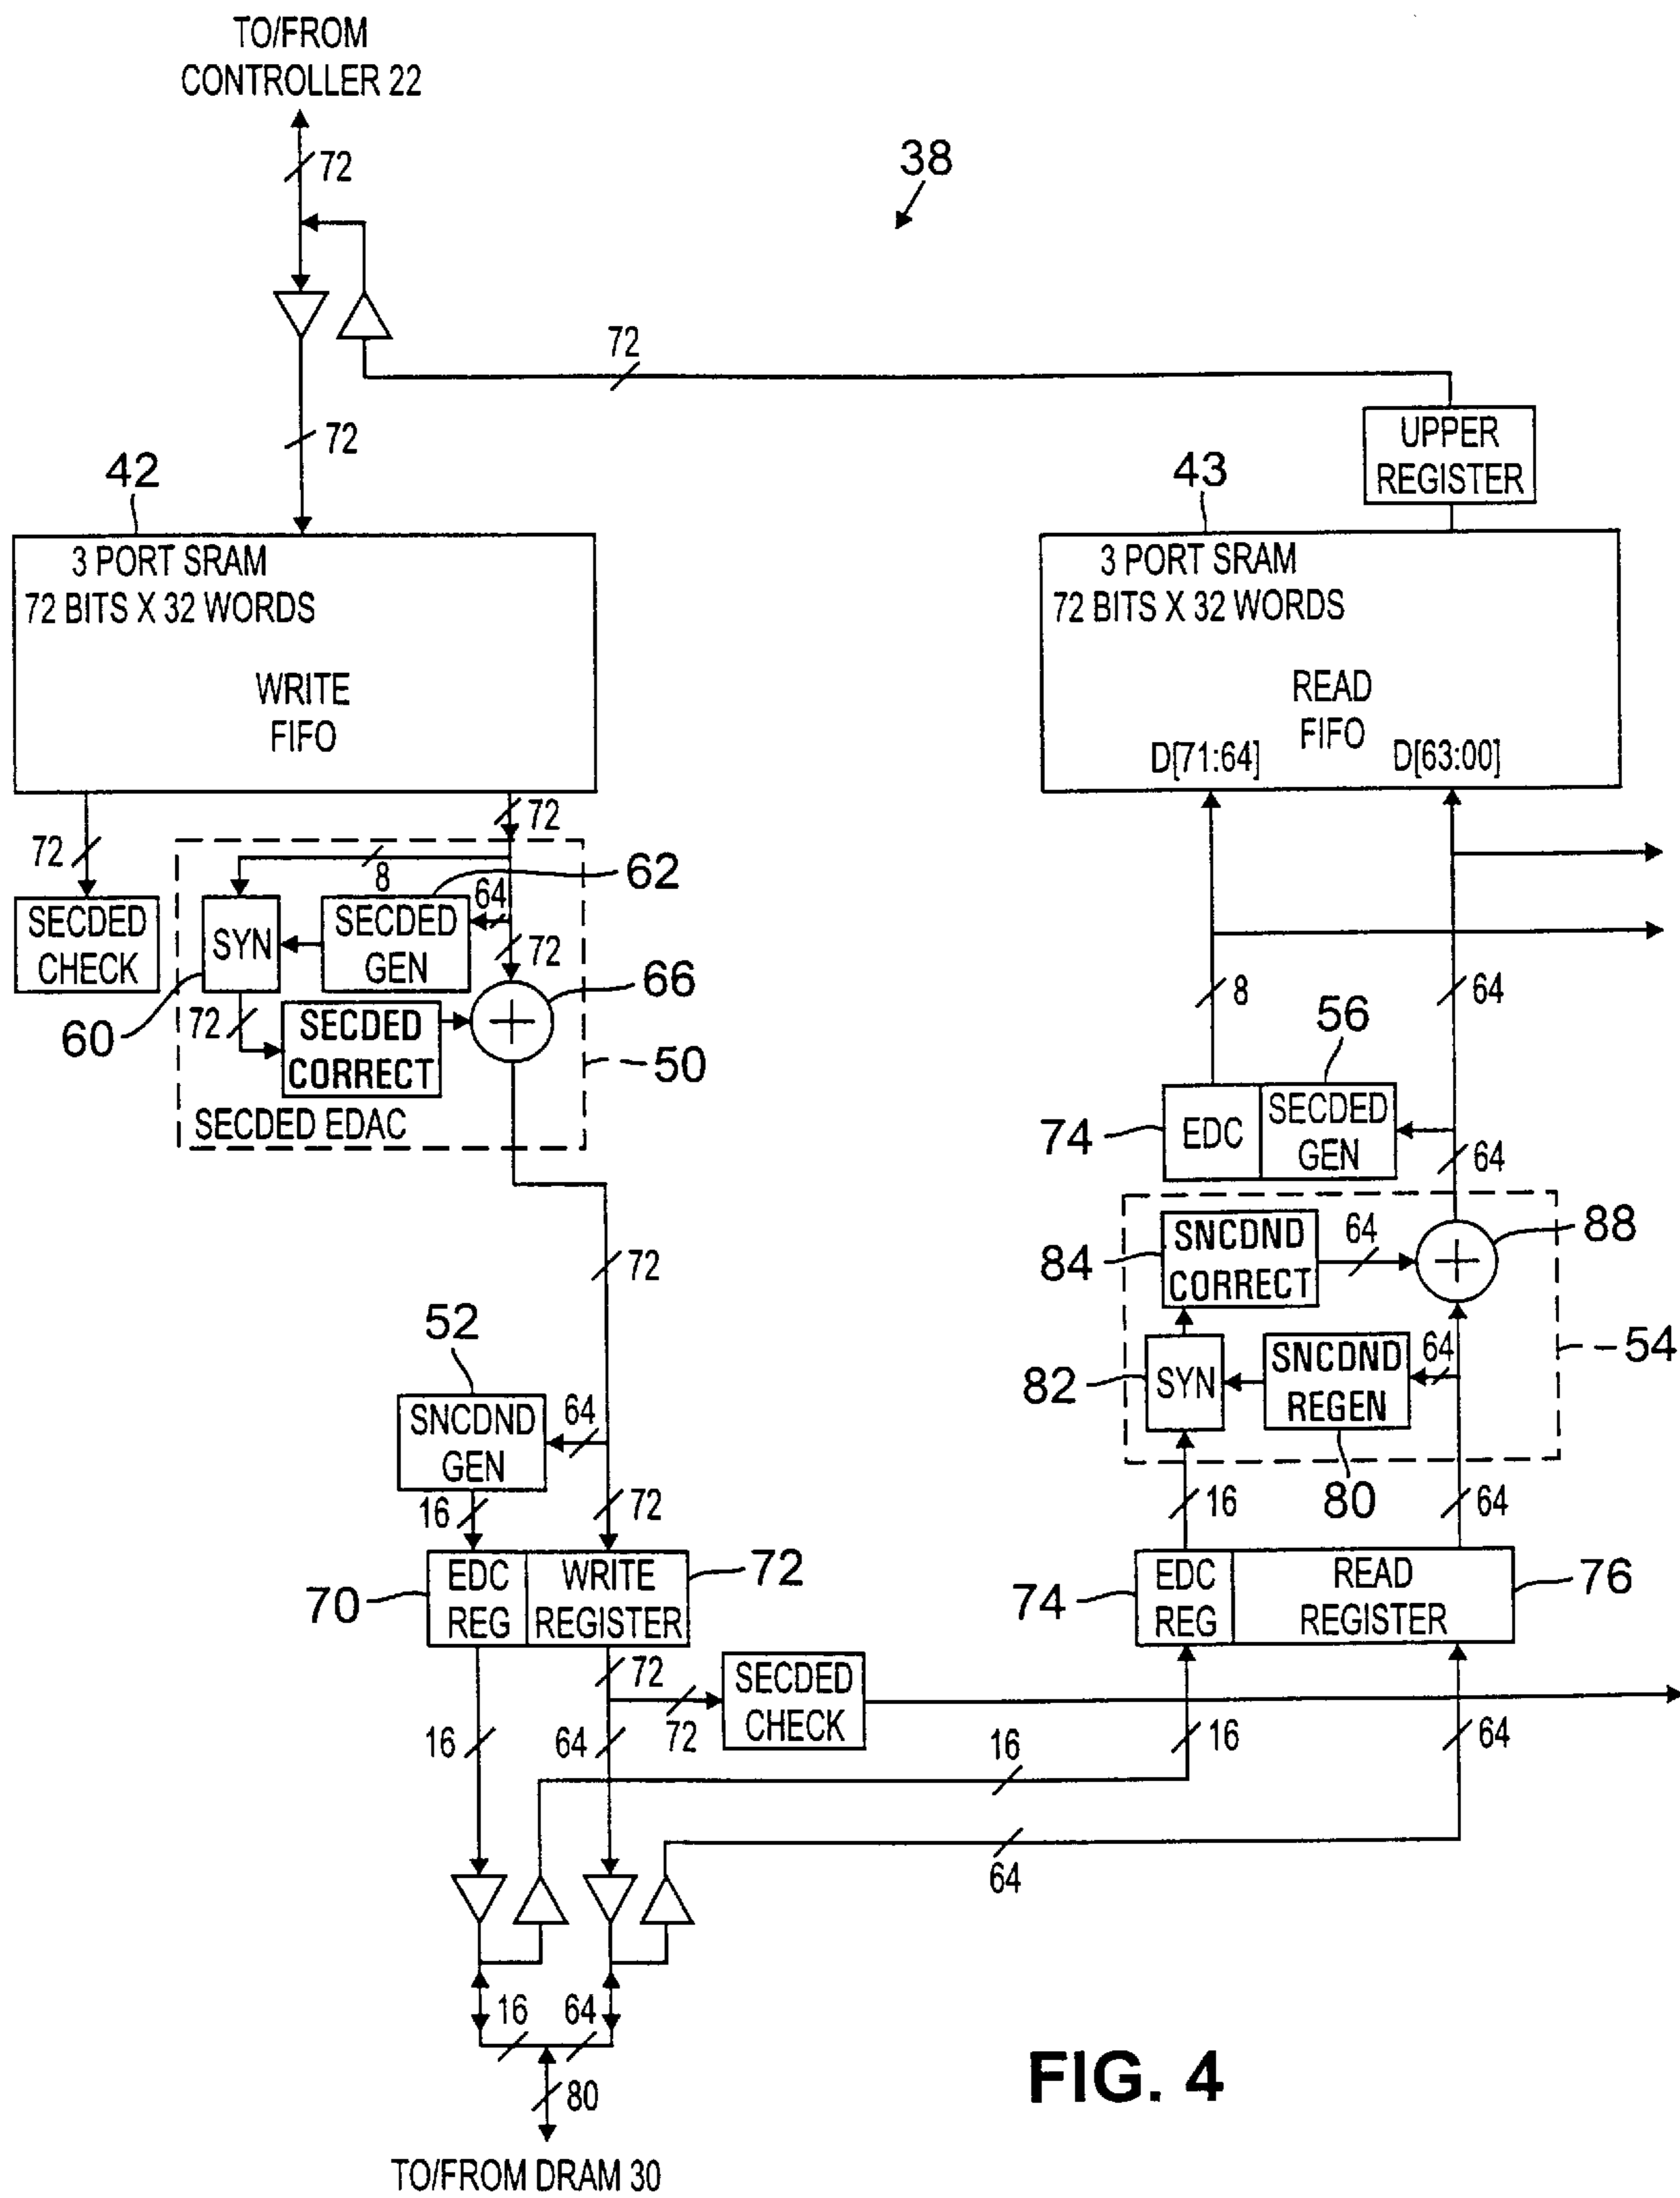 TO/FROM
CONTROLLER 22
72
38
72
72
UPPER
REGISTER
42
43
3 PORT SRAM
72 BITS X 32 WORDS
WRITE
FIFO
3 PORT SRAM
72 BITS X 32 WORDS
READ
FIFO
D[71:64]
D[63:00]
72
72
8
62
64
SECDED
CHECK
SYN
SECDED
GEN
72
66
60
72
SECDED
CORRECT
50
SECDED EDAC
8
64
56
74
EDC
SECDED
GEN
64
72
84
SNCDND
CORRECT
64
88
52
82
SYN
SNCDND
REGEN
64
54
SNCDND
GEN
64
16
72
16
80
64
70
EDC
REG
WRITE
REGISTER
72
74
EDC
REG
READ
REGISTER
76
72
72
SECDED
CHECK
16
64
16
16
64
64
16
64
80
FIG. 4
TO/FROM DRAM 30